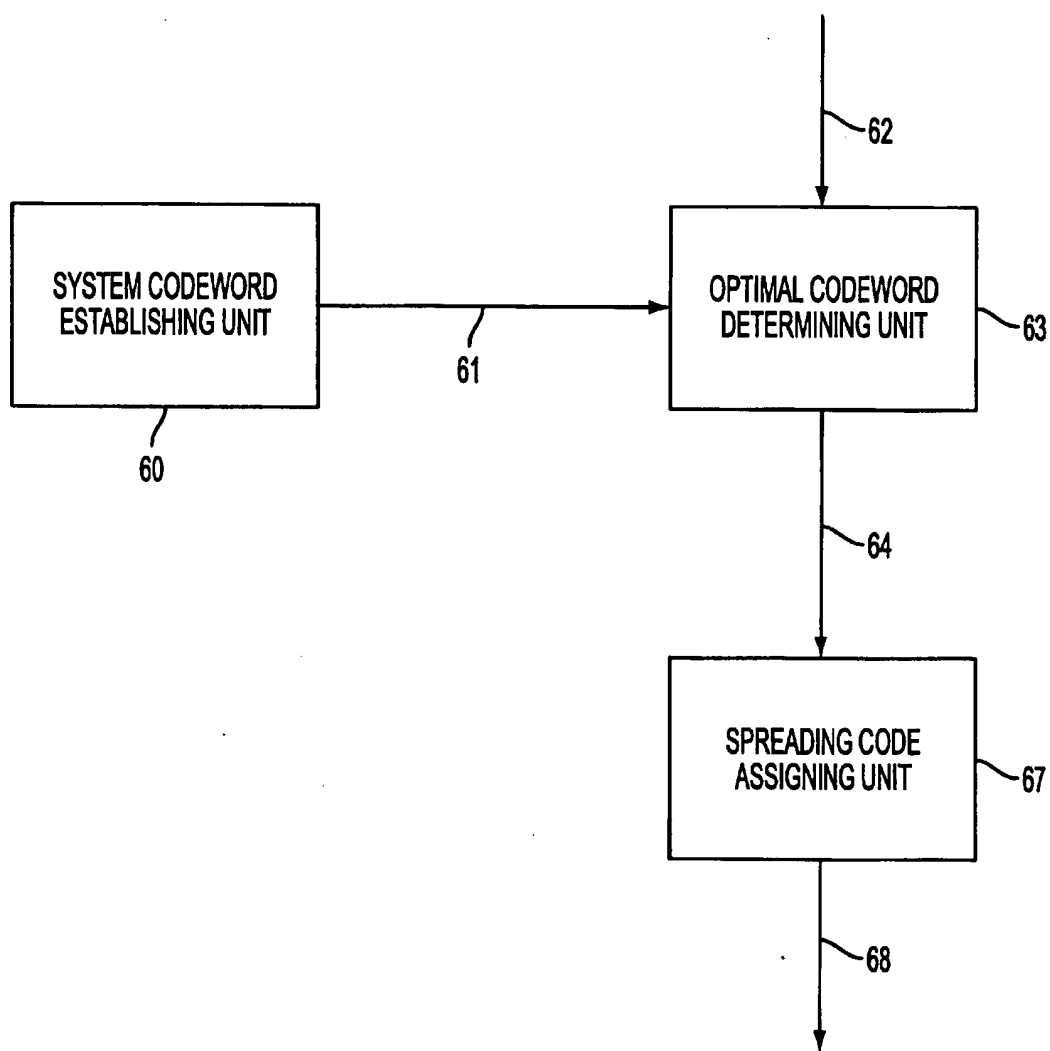 62
SYSTEM CODEWORD
ESTABLISHING UNIT
60
61
OPTIMAL CODEWORD
DETERMINING UNIT
63
64
SPREADING CODE
ASSIGNING UNIT
67
68